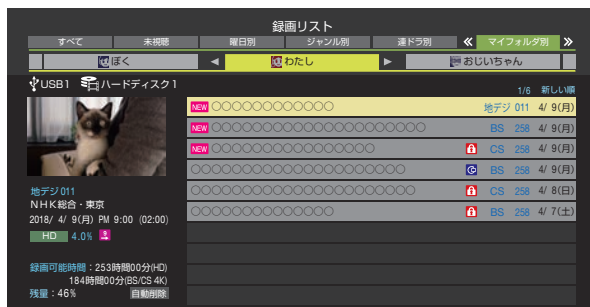 録画リスト
すべて 未視聴 曜日別 ジャンル別 連ドラ別 ≪ マイフォルダ別 ≫
ぼく ◀ わたし ▶ おじいちゃん
USB1 ハードディスク1
1/6 新しい順
NEW 〇〇〇〇〇〇〇〇〇〇〇〇 地デジ 011 4/ 9(月)
NEW 〇〇〇〇〇〇〇〇〇〇〇〇〇〇〇〇〇〇〇〇〇 BS 258 4/ 9(月)
NEW 〇〇〇〇〇〇〇〇〇〇〇〇〇〇〇〇 CS 258 4/ 9(月)
〇〇〇〇〇〇〇〇〇〇〇〇〇〇〇〇〇〇〇〇〇 BS 258 4/ 9(月)
〇〇〇〇〇〇〇〇〇〇〇〇〇〇〇〇〇〇〇〇〇〇 CS 258 4/ 8(日)
〇〇〇〇〇〇〇〇〇〇〇〇〇〇 BS 258 4/ 7(土)
地デジ 011
NHK総合・東京
2018/ 4/ 9(月) PM 9:00 (02:00)
HD 4.0%
録画可能時間：253時間00分(HD)
184時間00分(BS/CS 4K)
残量：46% 自動削除